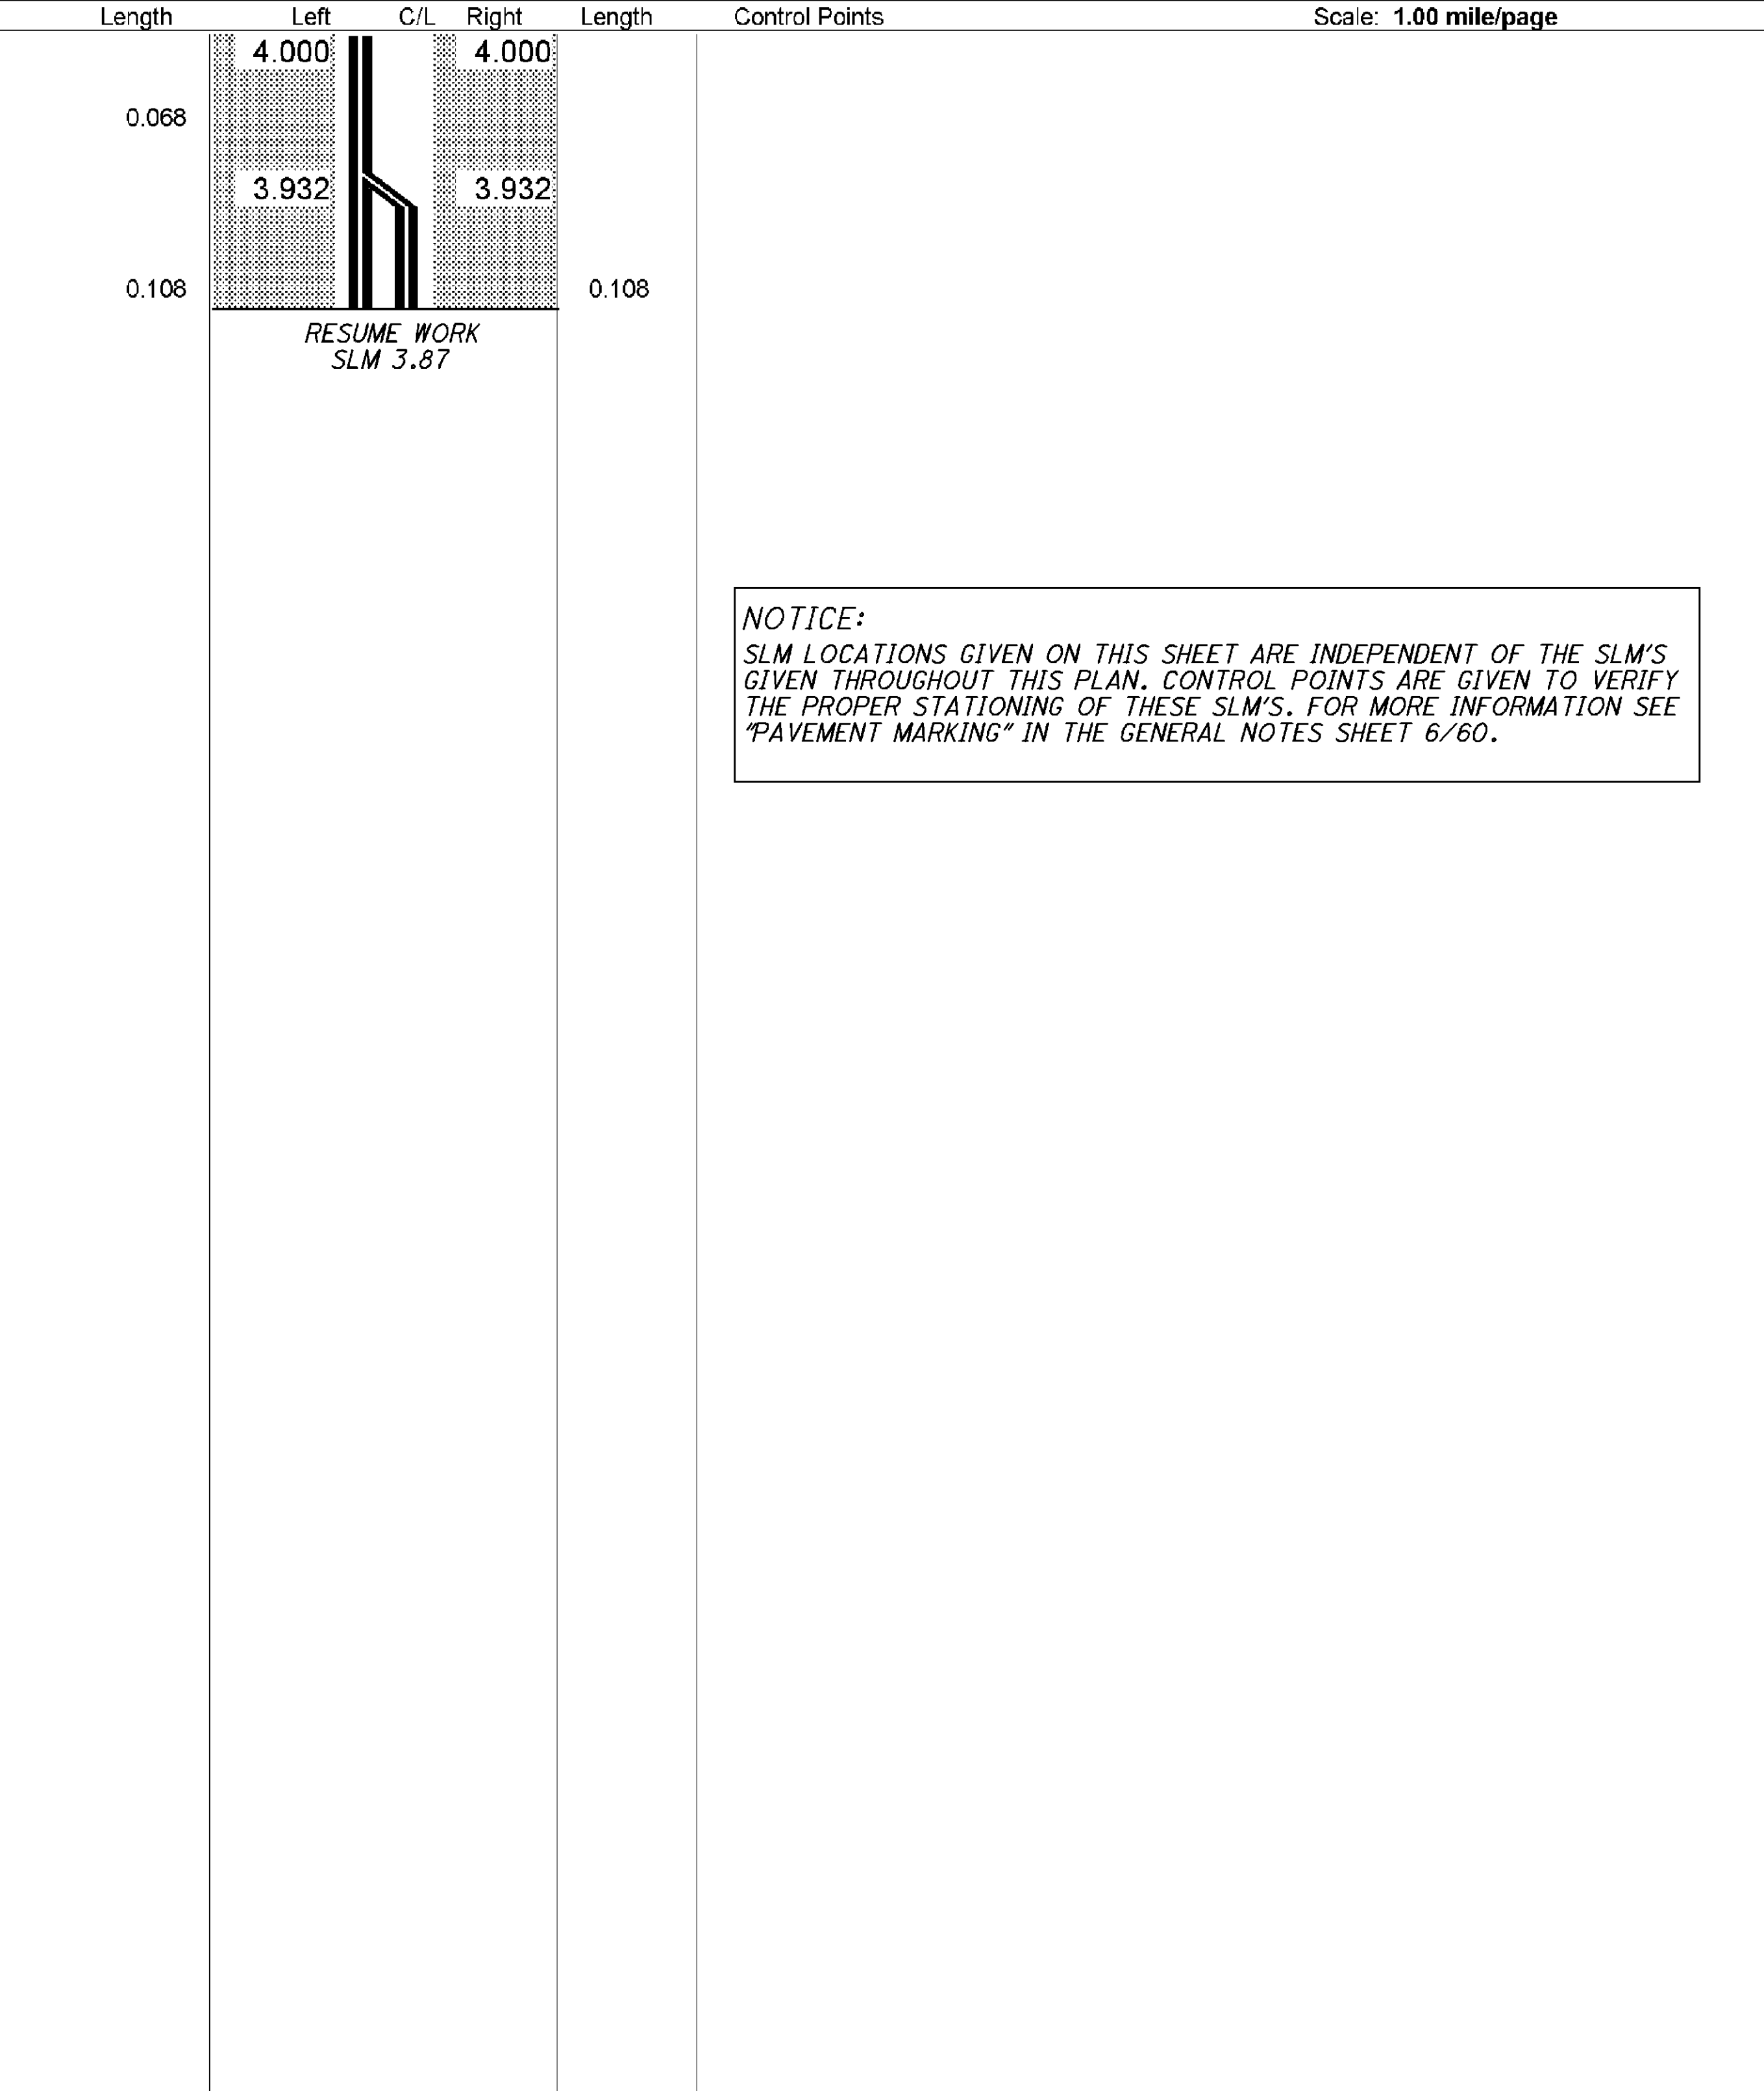 Length Left C/L Right Length Control Points Scale: 1.00 mile/page
4.000 4.000
0.068
3.932 3.932
0.108 0.108
RESUME WORK
SLM 3.87
NOTICE:
SLM LOCATIONS GIVEN ON THIS SHEET ARE INDEPENDENT OF THE SLM'S
GIVEN THROUGHOUT THIS PLAN. CONTROL POINTS ARE GIVEN TO VERIFY
THE PROPER STATIONING OF THESE SLM'S. FOR MORE INFORMATION SEE
"PAVEMENT MARKING" IN THE GENERAL NOTES SHEET 6/60.